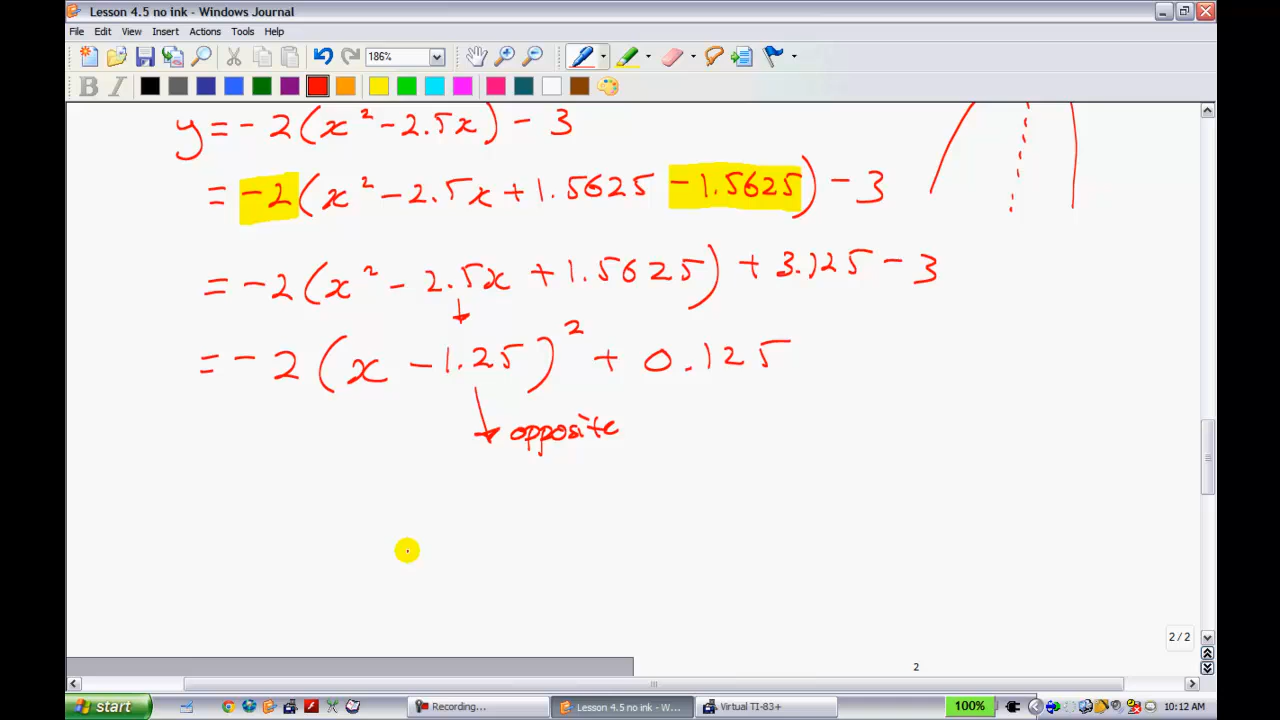 Lesson 4.5 no ink - Windows Journal
File Edit View Insert Actions Tools Help
186%
B I
y = -2(x² - 2.5x) - 3
= -2(x² - 2.5x + 1.5625 - 1.5625) - 3
= -2(x² - 2.5x + 1.5625) + 3.125 - 3
= -2(x - 1.25)² + 0.125
opposite
2/2
2
start Recording... Lesson 4.5 no ink - W... Virtual TI-83+ 100% 10:12 AM